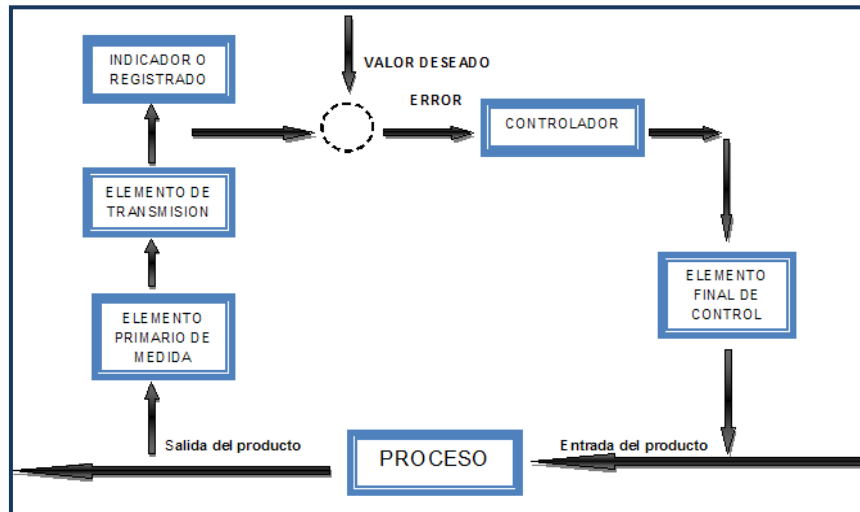 INDICADOR O
REGISTRADO
VALOR DESEADO
ERROR
CONTROLADOR
ELEMENTO DE
TRANSMISION
ELEMENTO
FINAL DE
CONTROL
ELEMENTO
PRIMARIO DE
MEDIDA
Salida del producto
PROCESO
Entrada del producto